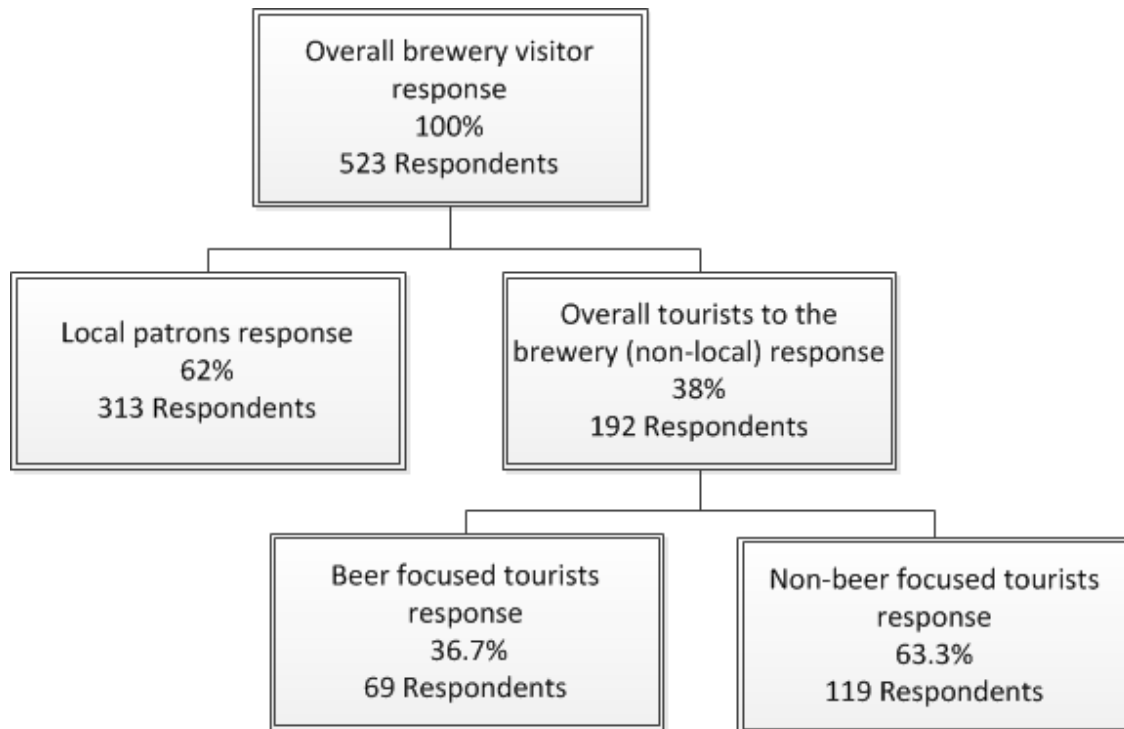 Overall brewery visitor
response
100%
523 Respondents
Local patrons response
62%
313 Respondents
Overall tourists to the
brewery (non-local) response
38%
192 Respondents
Beer focused tourists
response
36.7%
69 Respondents
Non-beer focused tourists
response
63.3%
119 Respondents